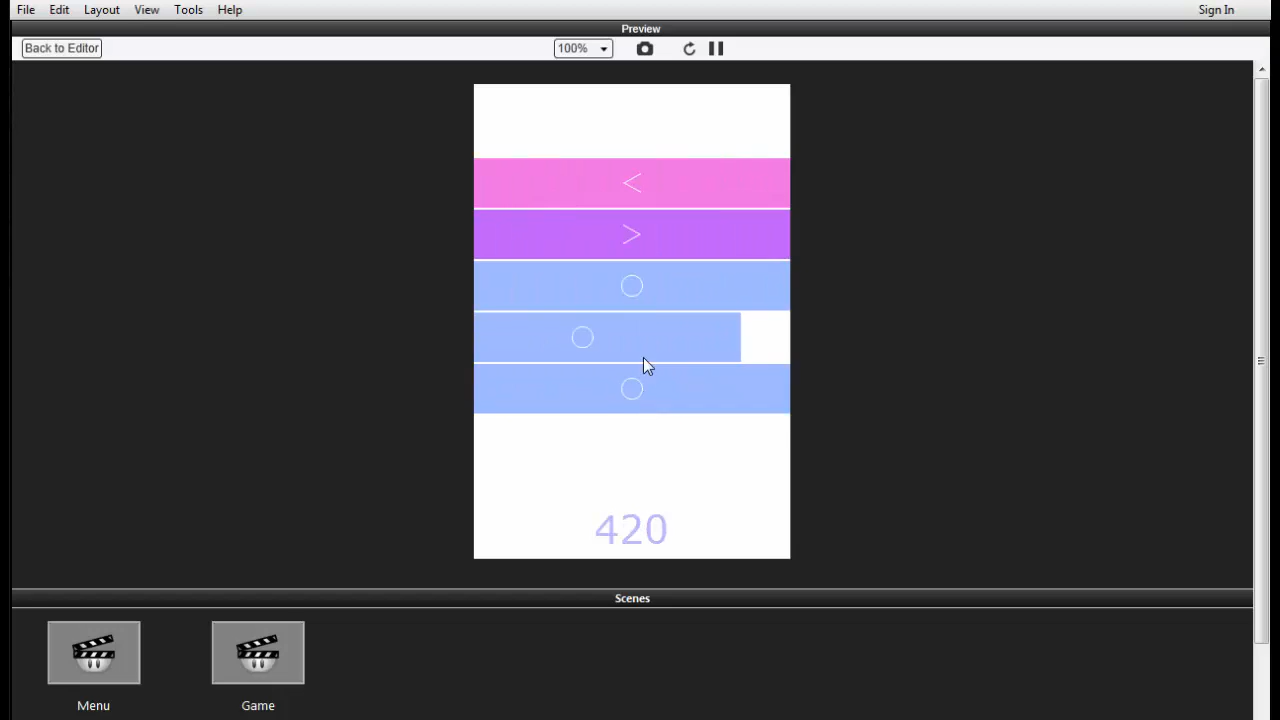 File Edit Layout View Tools Help Sign In
Preview
Back to Editor 100%
<
>
420
Scenes
Menu Game